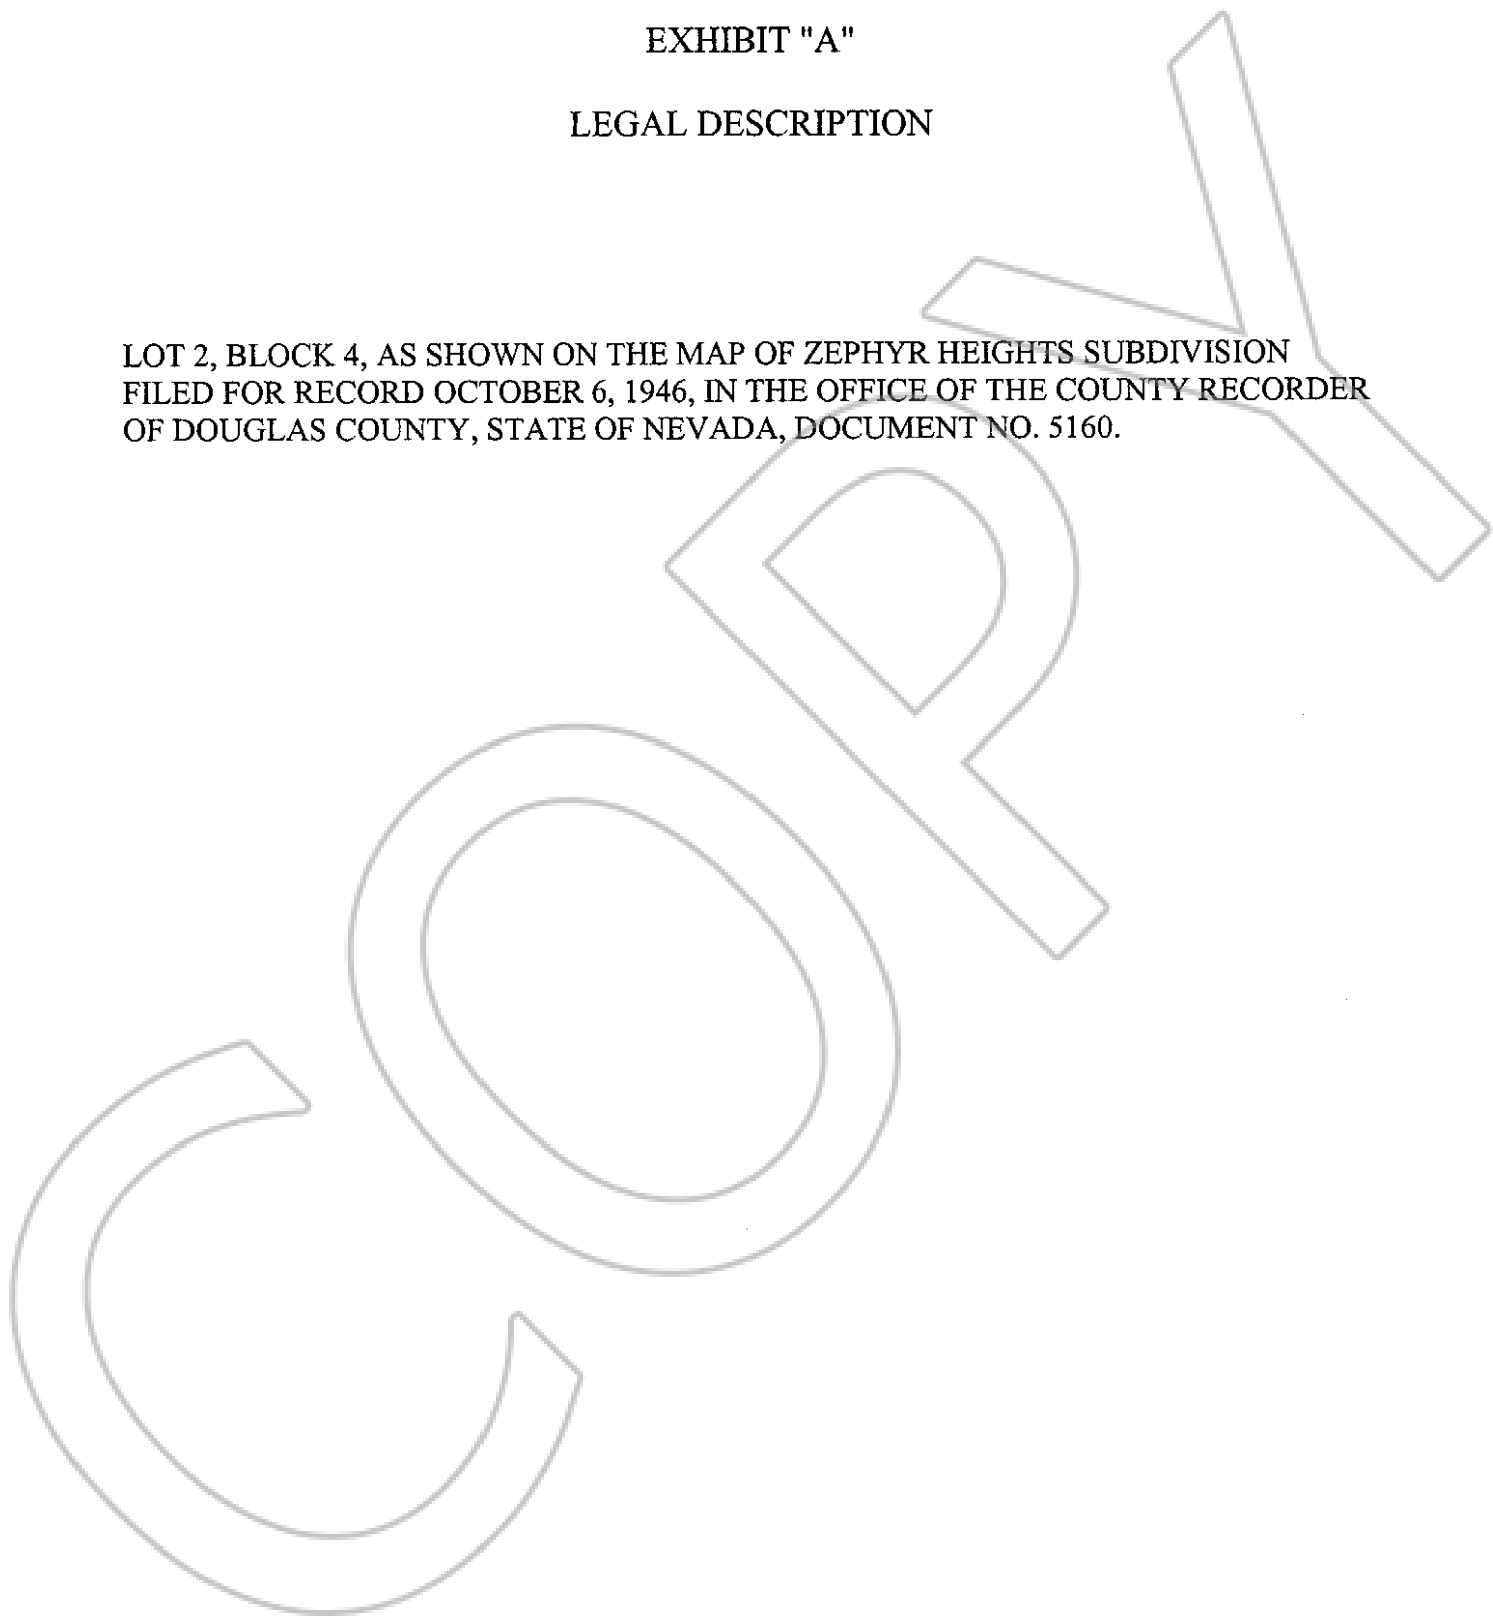 EXHIBIT "A"
LEGAL DESCRIPTION
LOT 2, BLOCK 4, AS SHOWN ON THE MAP OF ZEPHYR HEIGHTS SUBDIVISION
FILED FOR RECORD OCTOBER 6, 1946, IN THE OFFICE OF THE COUNTY RECORDER
OF DOUGLAS COUNTY, STATE OF NEVADA, DOCUMENT NO. 5160.
COPY